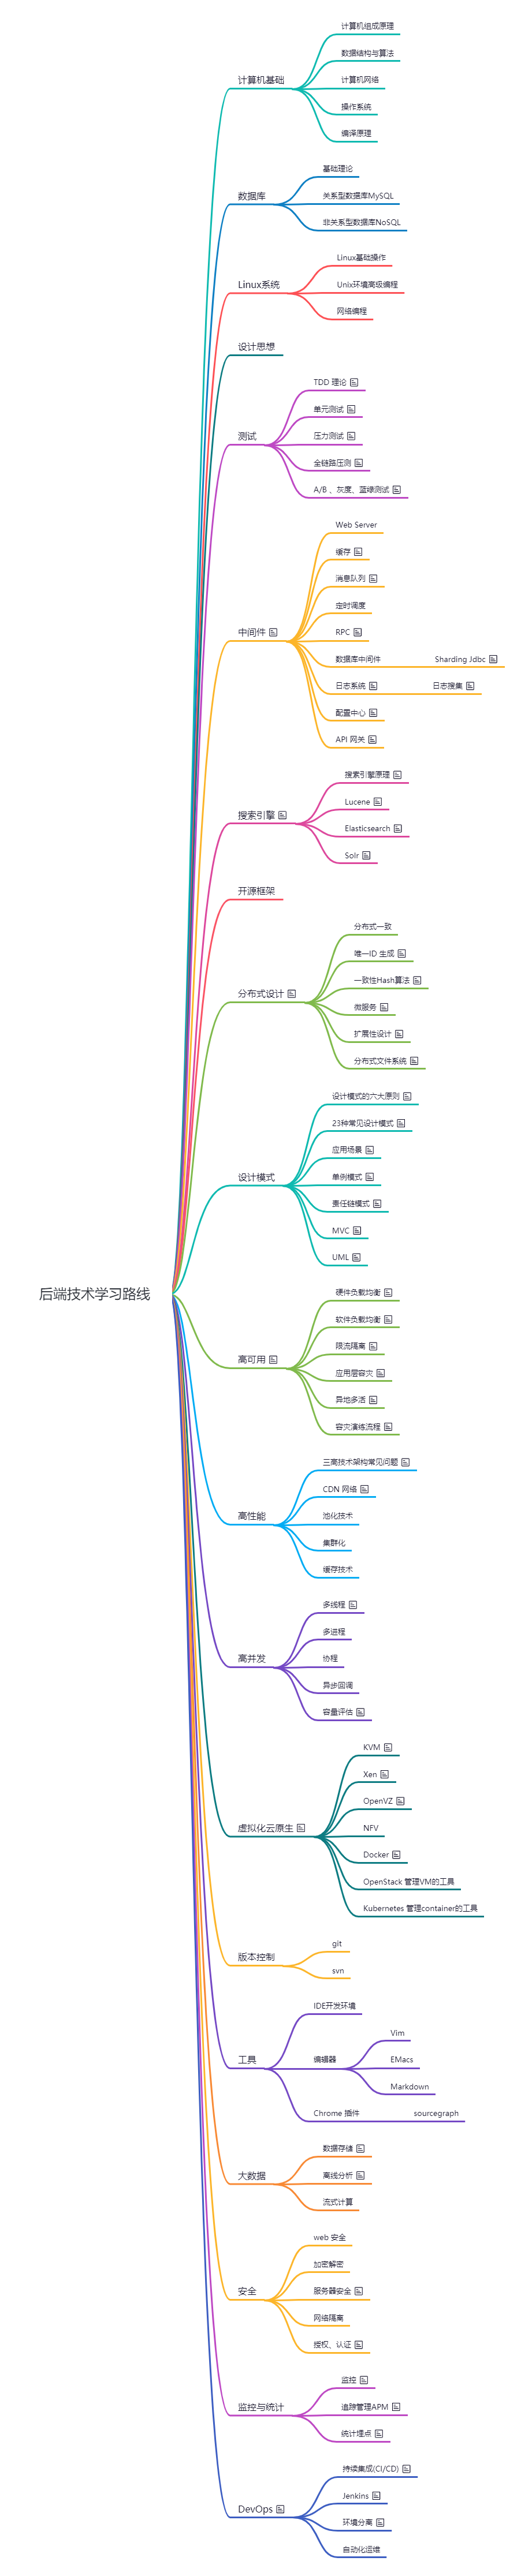 后端技术学习路线
计算机基础
计算机组成原理
数据结构与算法
计算机网络
操作系统
编译原理
数据库
基础理论
关系型数据库MySQL
非关系型数据库NoSQL
Linux系统
Linux基础操作
Unix环境高级编程
网络编程
设计思想
测试
TDD 理论
单元测试
压力测试
全链路压测
A/B 、灰度、蓝绿测试
中间件
Web Server
缓存
消息队列
定时调度
RPC
数据库中间件
Sharding Jdbc
日志系统
日志搜集
配置中心
API 网关
搜索引擎
搜索引擎原理
Lucene
Elasticsearch
Solr
开源框架
分布式设计
分布式一致
唯一ID 生成
一致性Hash算法
微服务
扩展性设计
分布式文件系统
设计模式
设计模式的六大原则
23种常见设计模式
应用场景
单例模式
责任链模式
MVC
UML
高可用
硬件负载均衡
软件负载均衡
限流隔离
应用层容灾
异地多活
容灾演练流程
高性能
三高技术架构常见问题
CDN 网络
池化技术
集群化
缓存技术
高并发
多线程
多进程
协程
异步回调
容量评估
虚拟化云原生
KVM
Xen
OpenVZ
NFV
Docker
OpenStack 管理VM的工具
Kubernetes 管理container的工具
版本控制
git
svn
工具
IDE开发环境
编辑器
Vim
EMacs
Markdown
Chrome 插件
sourcegraph
大数据
数据存储
离线分析
流式计算
安全
web 安全
加密解密
服务器安全
网络隔离
授权、认证
监控与统计
监控
追踪管理APM
统计埋点
DevOps
持续集成(CI/CD)
Jenkins
环境分离
自动化运维